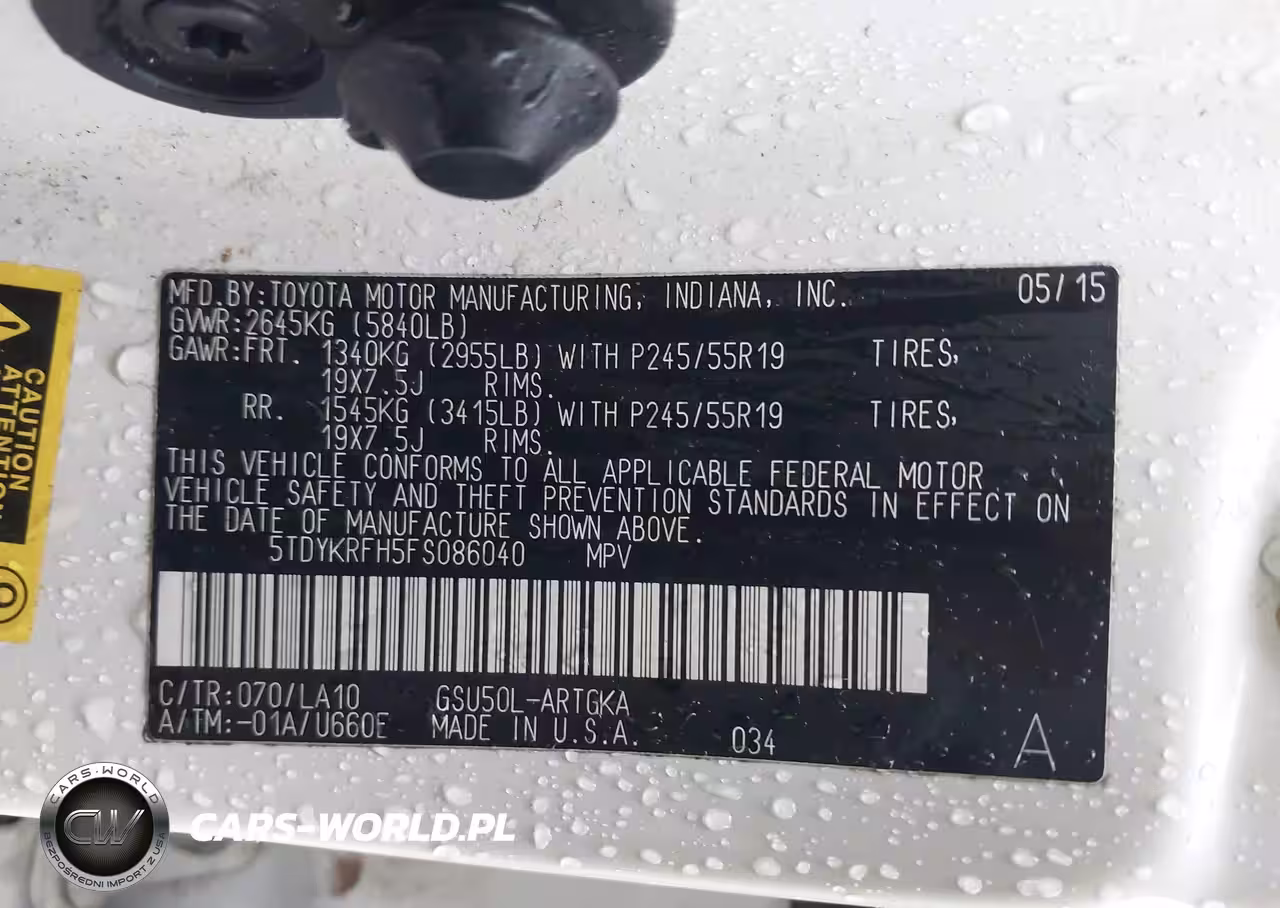 MFD.BY:TOYOTA MOTOR MANUFACTURING, INDIANA, INC. 05/15
GVWR:2645KG (5840LB)
GAWR:FRT. 1340KG (2955LB) WITH P245/55R19 TIRES,
19X7.5J RIMS.
RR. 1545KG (3415LB) WITH P245/55R19 TIRES,
19X7.5J RIMS.
THIS VEHICLE CONFORMS TO ALL APPLICABLE FEDERAL MOTOR
VEHICLE SAFETY AND THEFT PREVENTION STANDARDS IN EFFECT ON
THE DATE OF MANUFACTURE SHOWN ABOVE.
5TDYKRFH5FS086040 MPV
C/TR:070/LA10 GSU50L-ARTGKA
A/TM:-01A/U660E MADE IN U.S.A. 034 A
CAUTION
ATTENTION
CARS-WORLD
CW
BEZPOŚREDNI IMPORT Z USA
CARS-WORLD.PL